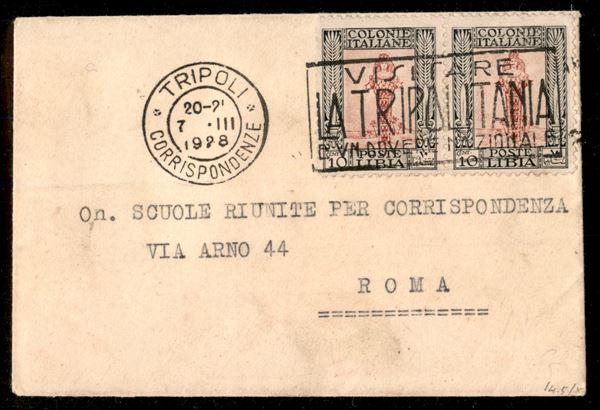 COLONIE ITALIANE
COLONIE ITALIANE
10 POSTE LIBIA
10 POSTE LIBIA
VISITARE
LA TRIPOLITANIA
TRIPOLI
20-21
7 · III
1928
CORRISPONDENZE
On. SCUOLE RIUNITE PER CORRISPONDENZA
VIA ARNO 44
ROMA